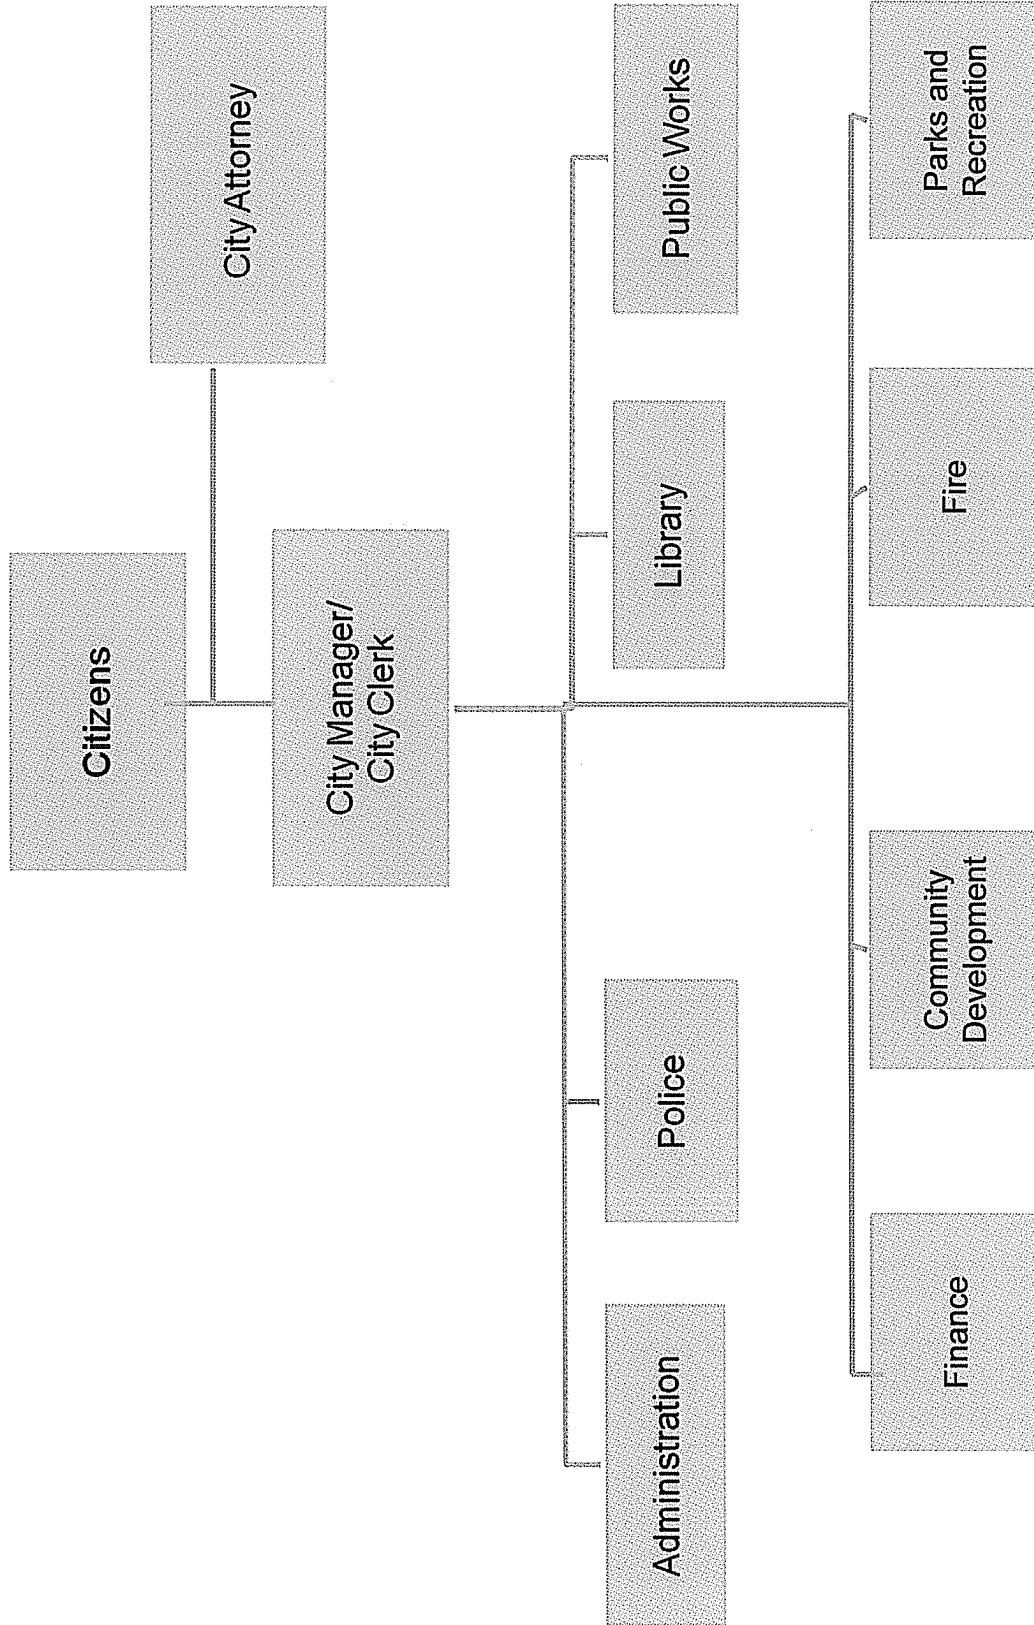 Citizens
City Attorney
City Manager/
City Clerk
Administration
Police
Library
Public Works
Finance
Community
Development
Fire
Parks and
Recreation